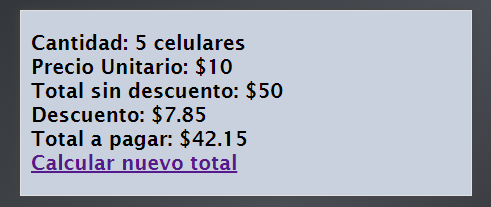 Cantidad: 5 celulares
Precio Unitario: $10
Total sin descuento: $50
Descuento: $7.85
Total a pagar: $42.15
Calcular nuevo total